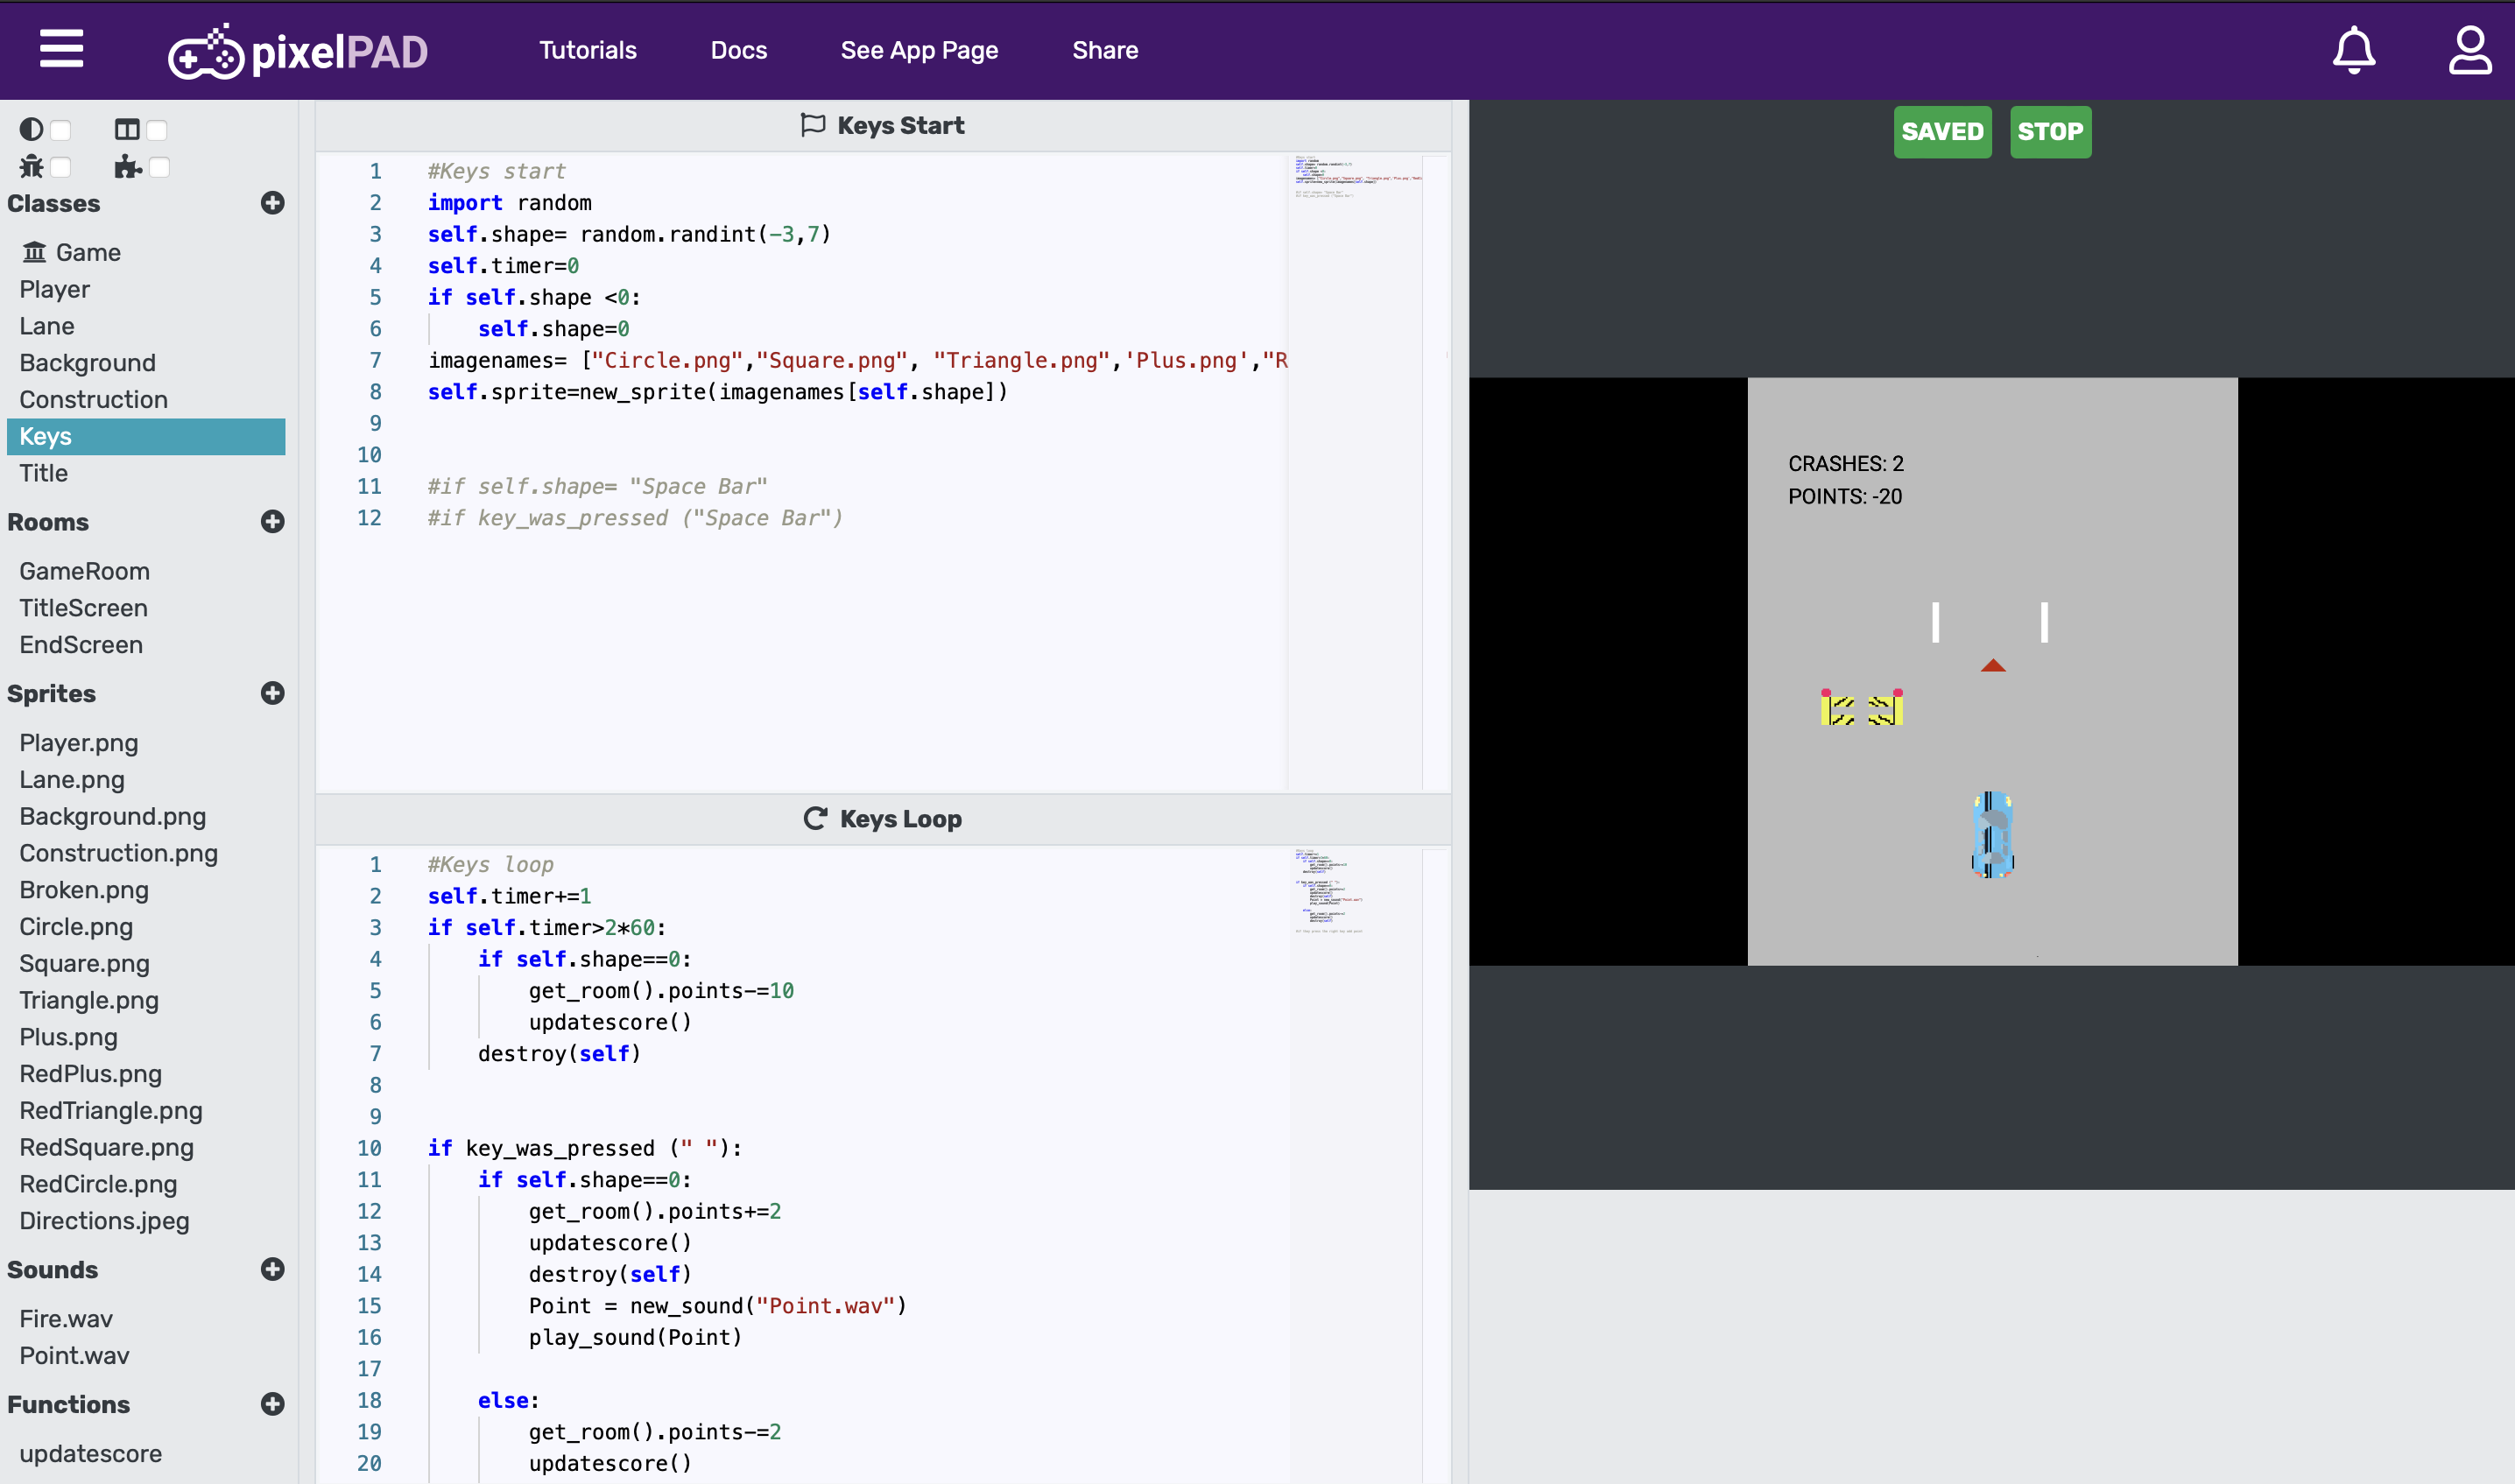 pixelPAD
Tutorials
Docs
See App Page
Share
Classes
Game
Player
Lane
Background
Construction
Keys
Title
Rooms
GameRoom
TitleScreen
EndScreen
Sprites
Player.png
Lane.png
Background.png
Construction.png
Broken.png
Circle.png
Square.png
Triangle.png
Plus.png
RedPlus.png
RedTriangle.png
RedSquare.png
RedCircle.png
Directions.jpeg
Sounds
Fire.wav
Point.wav
Functions
updatescore
Keys Start
1 #Keys start
2 import random
3 self.shape= random.randint(-3,7)
4 self.timer=0
5 if self.shape <0:
6 self.shape=0
7 imagenames= ["Circle.png","Square.png", "Triangle.png",'Plus.png',"R
8 self.sprite=new_sprite(imagenames[self.shape])
9
10
11 #if self.shape= "Space Bar"
12 #if key_was_pressed ("Space Bar")
Keys Loop
1 #Keys loop
2 self.timer+=1
3 if self.timer>2*60:
4 if self.shape==0:
5 get_room().points-=10
6 updatescore()
7 destroy(self)
8
9
10 if key_was_pressed (" "):
11 if self.shape==0:
12 get_room().points+=2
13 updatescore()
14 destroy(self)
15 Point = new_sound("Point.wav")
16 play_sound(Point)
17
18 else:
19 get_room().points-=2
20 updatescore()
SAVED
STOP
CRASHES: 2
POINTS: -20